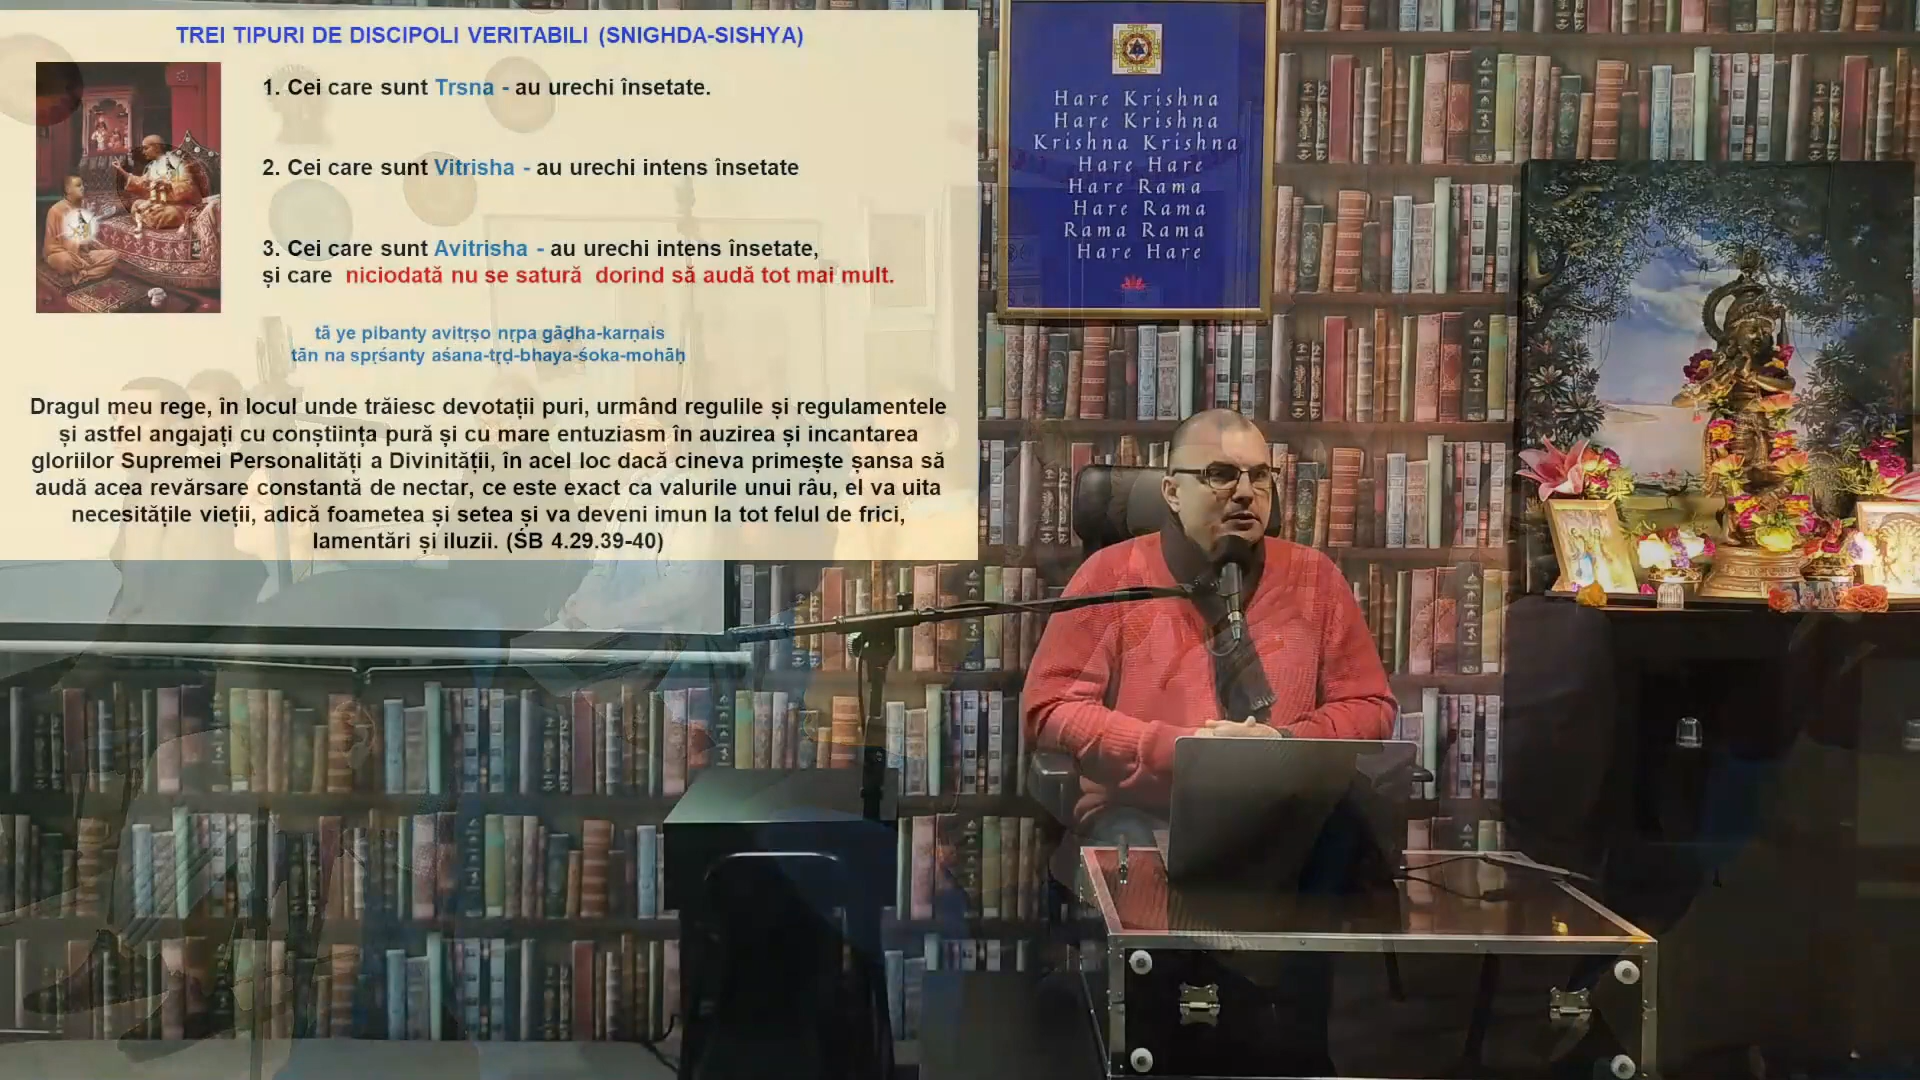 TREI TIPURI DE DISCIPOLI VERITABILI (SNIGHDA-SISHYA)
1. Cei care sunt Trsna - au urechi însetate.
2. Cei care sunt Vitrisha - au urechi intens însetate
3. Cei care sunt Avitrisha - au urechi intens însetate,
și care niciodată nu se satură dorind să audă tot mai mult.
tā ye pibanty avitṛṣo nṛpa gāḍha-karṇais
tān na spṛśanty aśana-tṛḍ-bhaya-śoka-mohāḥ
Dragul meu rege, în locul unde trăiesc devotații puri, urmând regulile și regulamentele
și astfel angajați cu conștiința pură și cu mare entuziasm în auzirea și incantarea
gloriilor Supremei Personalități a Divinității, în acel loc dacă cineva primește șansa să
audă acea revărsare constantă de nectar, ce este exact ca valurile unui râu, el va uita
necesitățile vieții, adică foametea și setea și va deveni imun la tot felul de frici,
lamentări și iluzii. (ŚB 4.29.39-40)
Hare Krishna
Hare Krishna
Krishna Krishna
Hare Hare
Hare Rama
Hare Rama
Rama Rama
Hare Hare